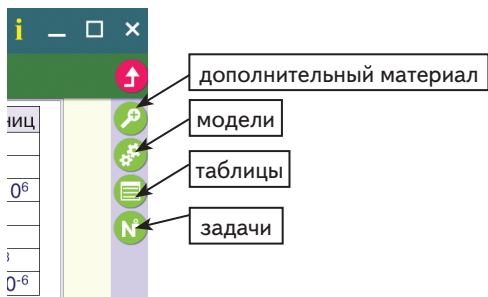 i
дополнительный материал
ниц
модели
0⁶
таблицы
N°
задачи
0⁻⁶